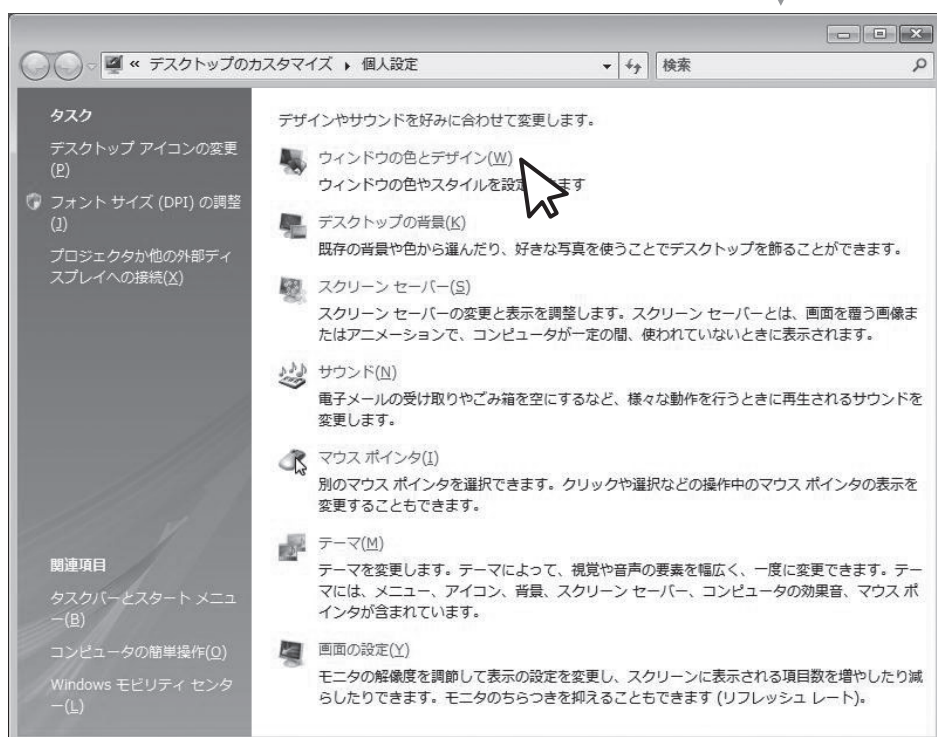 « デスクトップのカスタマイズ ▸ 個人設定
検索
タスク
デスクトップ アイコンの変更
(P)
フォント サイズ (DPI) の調整
(J)
プロジェクタか他の外部ディ
スプレイへの接続(X)
関連項目
タスクバーとスタート メニュ
ー(B)
コンピュータの簡単操作(O)
Windows モビリティ センタ
ー(L)
デザインやサウンドを好みに合わせて変更します。
ウィンドウの色とデザイン(W)
ウィンドウの色やスタイルを設定 ます
デスクトップの背景(K)
既存の背景や色から選んだり、好きな写真を使うことでデスクトップを飾ることができます。
スクリーン セーバー(S)
スクリーン セーバーの変更と表示を調整します。スクリーン セーバーとは、画面を覆う画像ま
たはアニメーションで、コンピュータが一定の間、使われていないときに表示されます。
サウンド(N)
電子メールの受け取りやごみ箱を空にするなど、様々な動作を行うときに再生されるサウンドを
変更します。
マウス ポインタ(I)
別のマウス ポインタを選択できます。クリックや選択などの操作中のマウス ポインタの表示を
変更することもできます。
テーマ(M)
テーマを変更します。テーマによって、視覚や音声の要素を幅広く、一度に変更できます。テー
マには、メニュー、アイコン、背景、スクリーン セーバー、コンピュータの効果音、マウス ポ
インタが含まれています。
画面の設定(Y)
モニタの解像度を調節して表示の設定を変更し、スクリーンに表示される項目数を増やしたり減
らしたりできます。モニタのちらつきを抑えることもできます (リフレッシュ レート)。